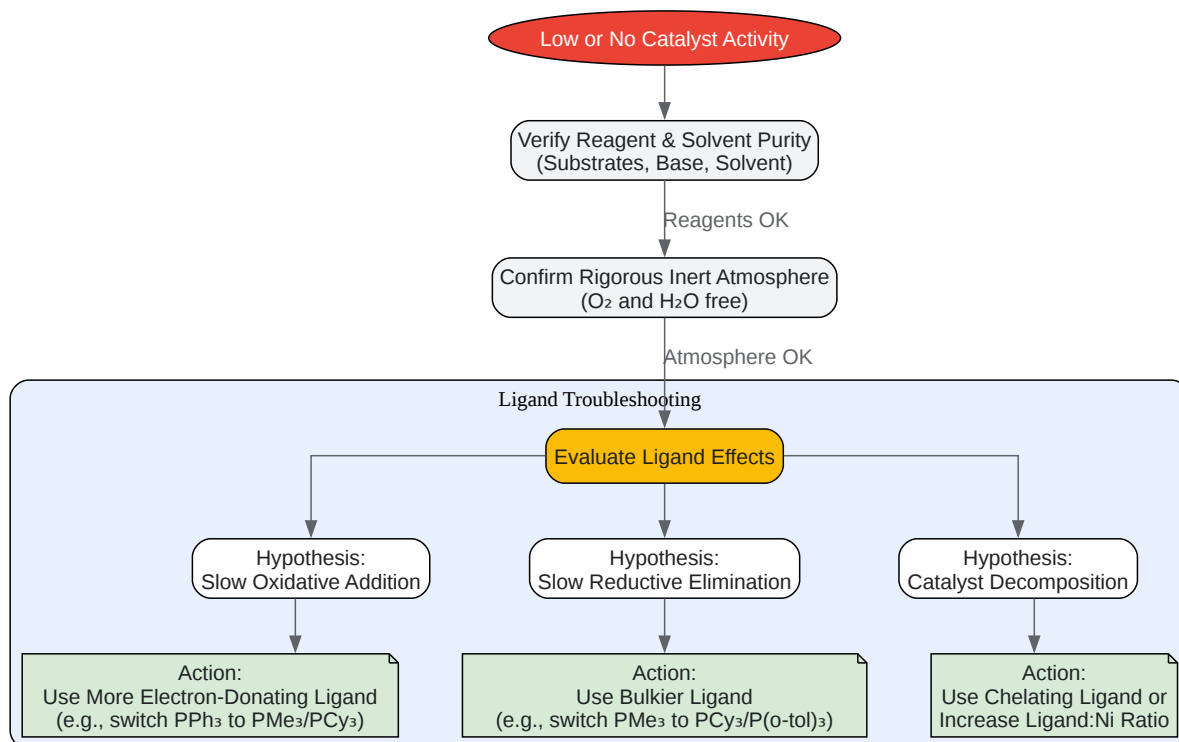 Low or No Catalyst Activity
Verify Reagent & Solvent Purity
(Substrates, Base, Solvent)
Reagents OK
Confirm Rigorous Inert Atmosphere
(O₂ and H₂O free)
Atmosphere OK
Ligand Troubleshooting
Evaluate Ligand Effects
Hypothesis:
Slow Oxidative Addition
Hypothesis:
Slow Reductive Elimination
Hypothesis:
Catalyst Decomposition
Action:
Use More Electron-Donating Ligand
(e.g., switch PPh₃ to PMe₃/PCy₃)
Action:
Use Bulkier Ligand
(e.g., switch PMe₃ to PCy₃/P(o-tol)₃)
Action:
Use Chelating Ligand or
Increase Ligand:Ni Ratio